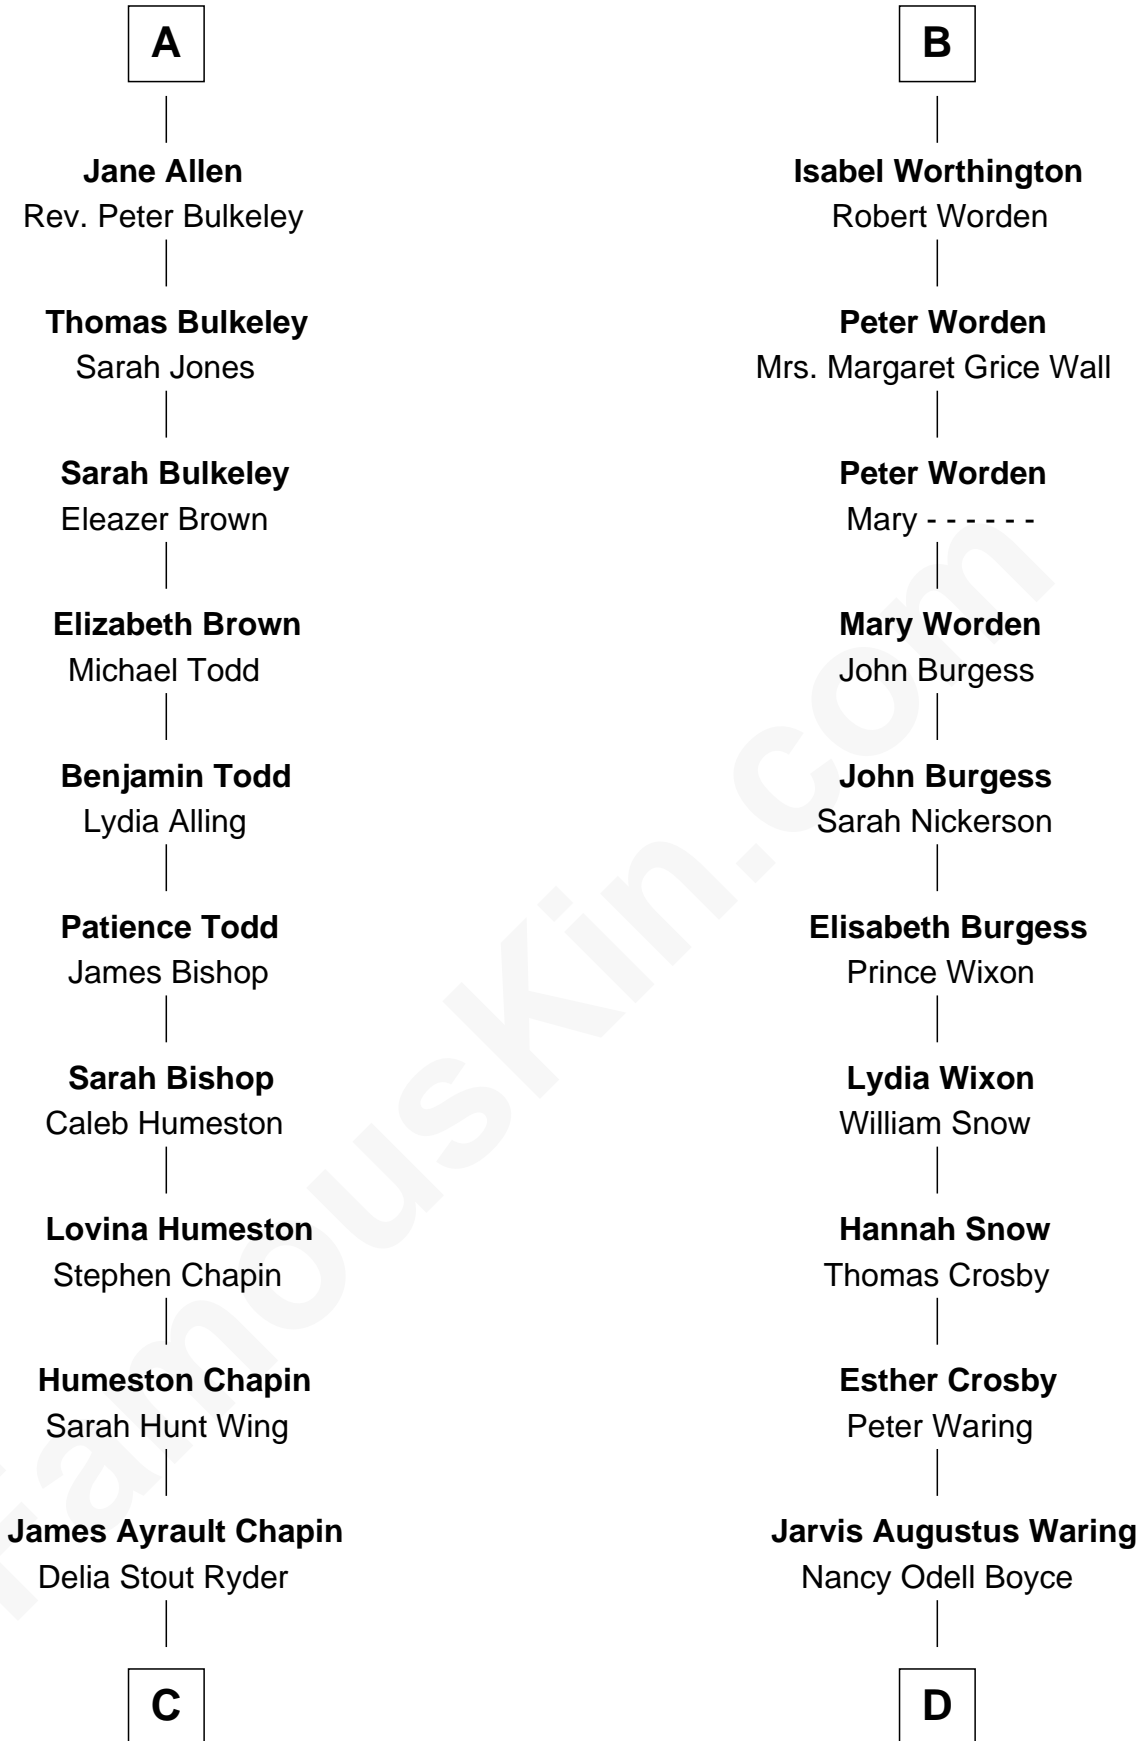 A
Jane Allen
Rev. Peter Bulkeley
Thomas Bulkeley
Sarah Jones
Sarah Bulkeley
Eleazer Brown
Elizabeth Brown
Michael Todd
Benjamin Todd
Lydia Alling
Patience Todd
James Bishop
Sarah Bishop
Caleb Humeston
Lovina Humeston
Stephen Chapin
Humeston Chapin
Sarah Hunt Wing
James Ayrault Chapin
Delia Stout Ryder
C
B
Isabel Worthington
Robert Worden
Peter Worden
Mrs. Margaret Grice Wall
Peter Worden
Mary - - - - - -
Mary Worden
John Burgess
John Burgess
Sarah Nickerson
Elisabeth Burgess
Prince Wixon
Lydia Wixon
William Snow
Hannah Snow
Thomas Crosby
Esther Crosby
Peter Waring
Jarvis Augustus Waring
Nancy Odell Boyce
D
FamousKin.com